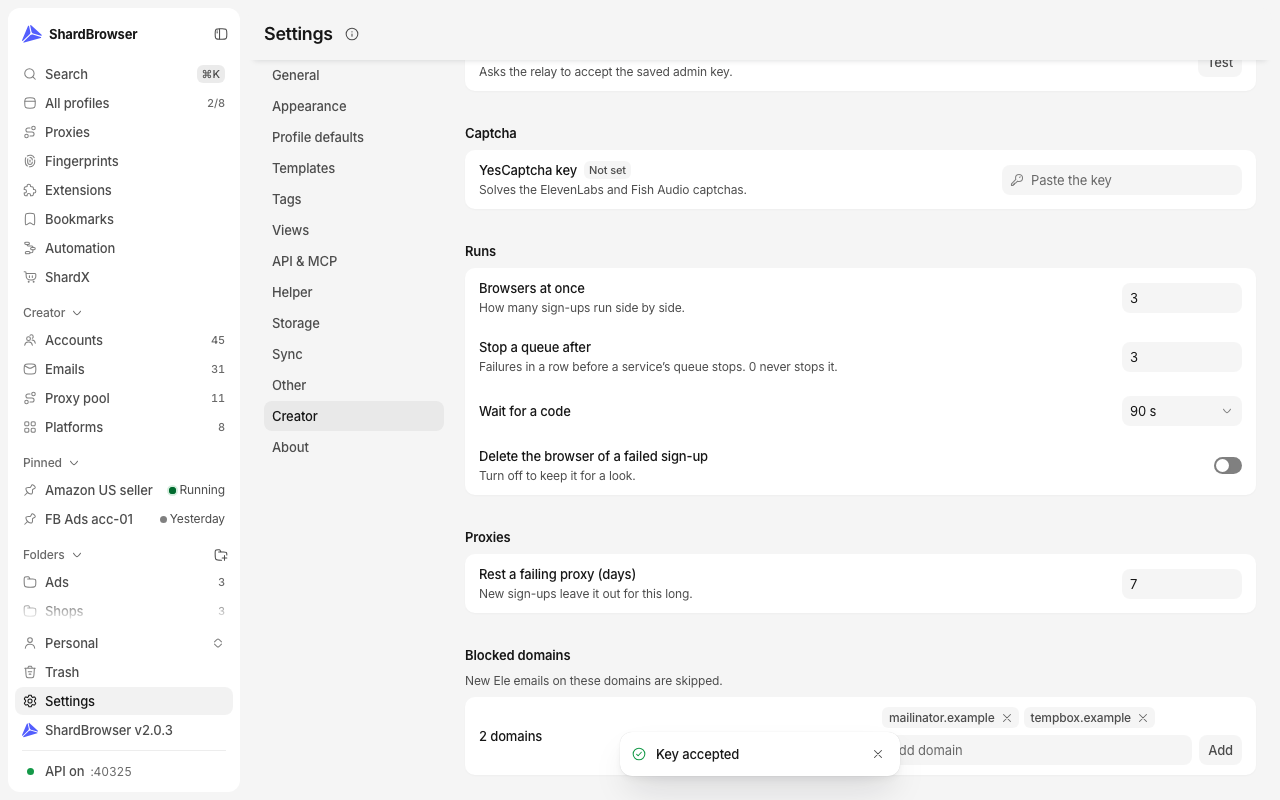 ShardBrowser
Search ⌘K
All profiles 2/8
Proxies
Fingerprints
Extensions
Bookmarks
Automation
ShardX
Creator
Accounts 45
Emails 31
Proxy pool 11
Platforms 8
Pinned
Amazon US seller Running
FB Ads acc-01 Yesterday
Folders
Ads 3
Shops 3
Personal
Trash
Settings
ShardBrowser v2.0.3
API on :40325
Settings
General
Appearance
Profile defaults
Templates
Tags
Views
API & MCP
Helper
Storage
Sync
Other
Creator
About
Asks the relay to accept the saved admin key.
Test
Captcha
YesCaptcha key Not set
Solves the ElevenLabs and Fish Audio captchas.
Paste the key
Runs
Browsers at once
How many sign-ups run side by side.
3
Stop a queue after
Failures in a row before a service’s queue stops. 0 never stops it.
3
Wait for a code
90 s
Delete the browser of a failed sign-up
Turn off to keep it for a look.
Proxies
Rest a failing proxy (days)
New sign-ups leave it out for this long.
7
Blocked domains
New Ele emails on these domains are skipped.
2 domains
mailinator.example tempbox.example
dd domain Add
Key accepted